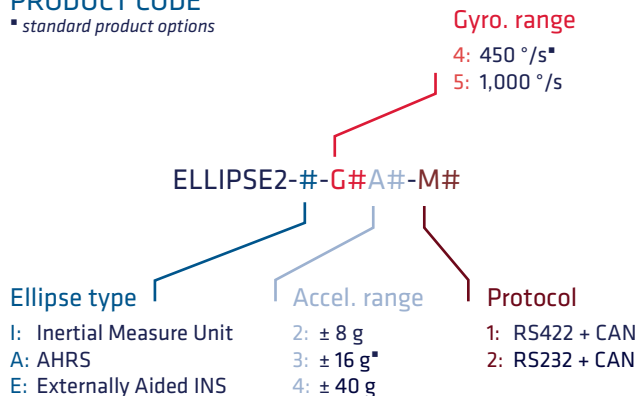 PRODUCT CODE
▪ standard product options
Gyro. range
4: 450 °/s▪
5: 1,000 °/s
ELLIPSE2-#-G#A#-M#
Ellipse type
I: Inertial Measure Unit
A: AHRS
E: Externally Aided INS
Accel. range
2: ± 8 g
3: ± 16 g▪
4: ± 40 g
Protocol
1: RS422 + CAN
2: RS232 + CAN